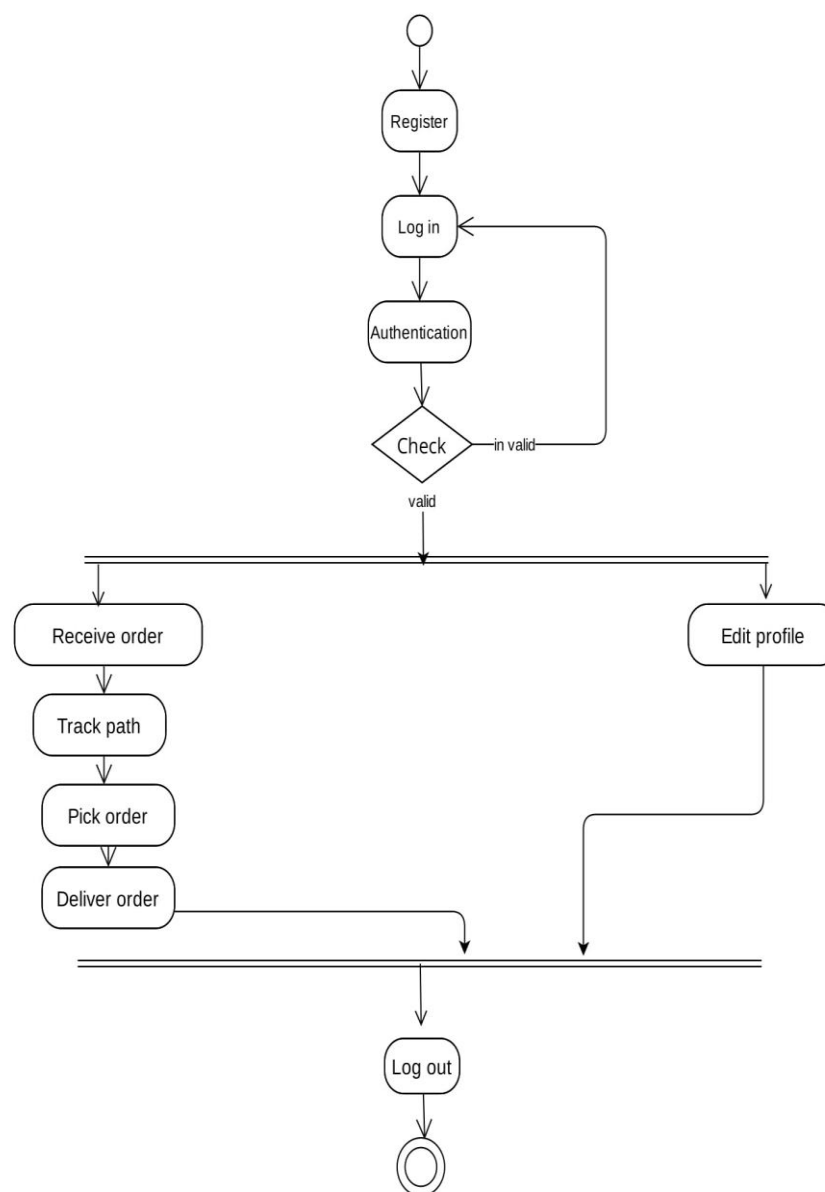 Register
Log in
Authentication
Check
in valid
valid
Receive order
Edit profile
Track path
Pick order
Deliver order
Log out